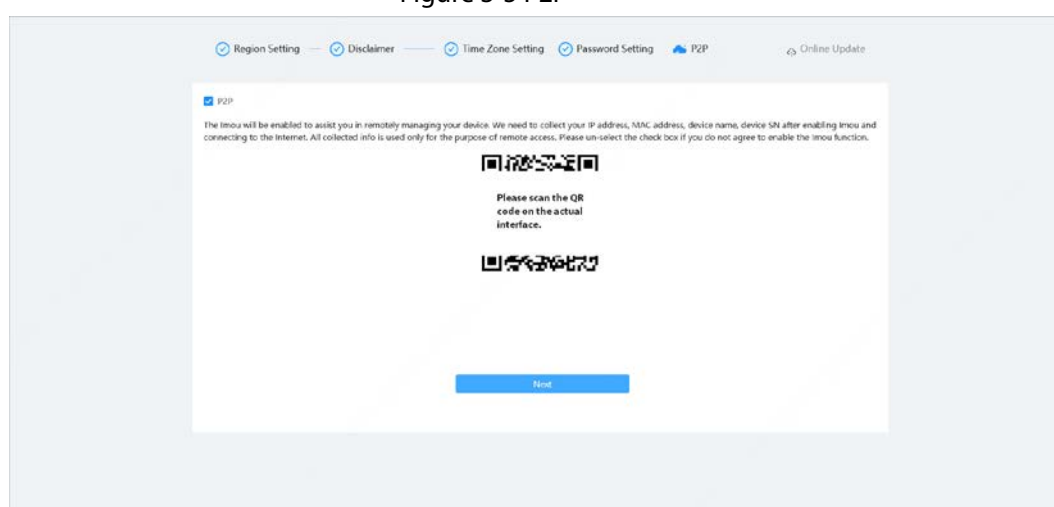 Region Setting Disclaimer Time Zone Setting Password Setting P2P Online Update
P2P
The Imou will be enabled to assist you in remotely managing your device. We need to collect your IP address, MAC address, device name, device SN after enabling Imou and
connecting to the Internet. All collected info is used only for the purpose of remote access. Please un-select the check box if you do not agree to enable the Imou function.
Please scan the QR
code on the actual
interface.
Next